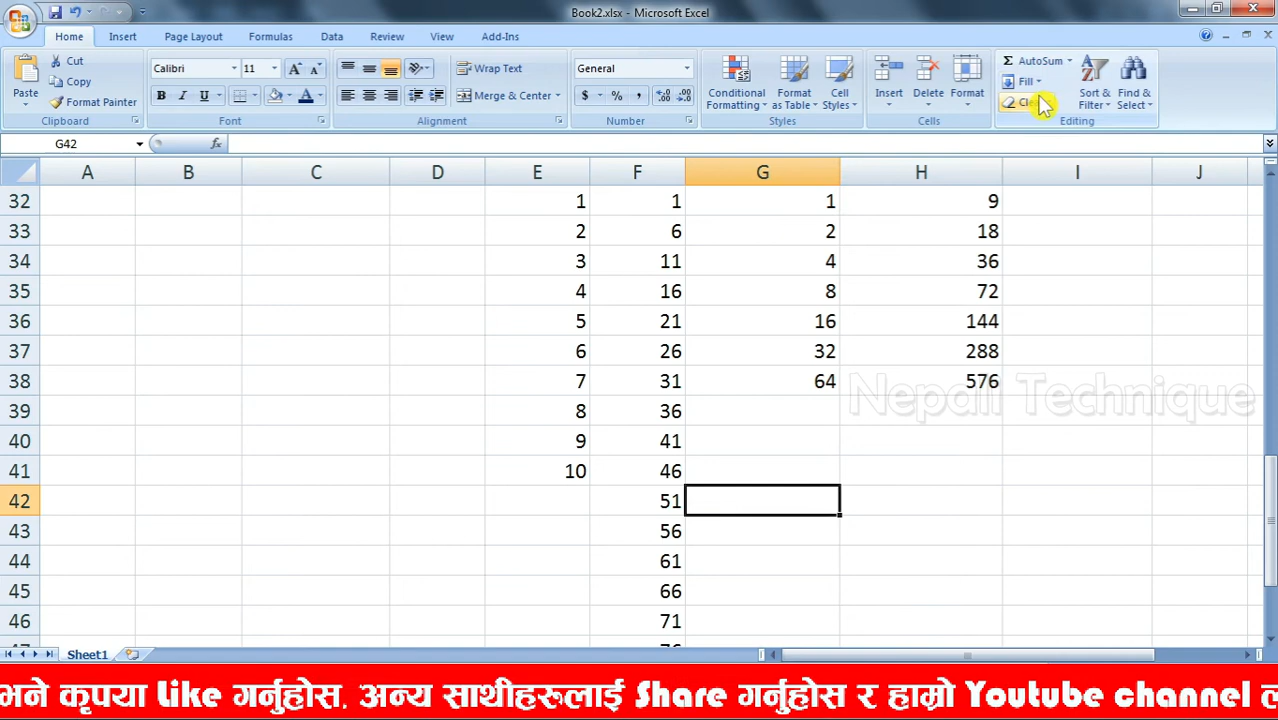 Book2.xlsx - Microsoft Excel
Home Insert Page Layout Formulas Data Review View Add-Ins
Paste Cut Copy Format Painter Clipboard
Calibri 11 A A B I U A Font
Wrap Text Merge & Center Alignment
General $ % , Number
Conditional Formatting Format as Table Cell Styles Styles
Insert Delete Format Cells
Σ AutoSum Fill Sort & Filter Find & Select Editing
G42 fx
A B C D E F G H I J
32 1 1 1 9
33 2 6 2 18
34 3 11 4 36
35 4 16 8 72
36 5 21 16 144
37 6 26 32 288
38 7 31 64 576
39 8 36
40 9 41
41 10 46
42 51
43 56
44 61
45 66
46 71
Nepali Technique
Sheet1
भने कृपया Like गर्नुहोस, अन्य साथीहरुलाई Share गर्नुहोस र हाम्रो Youtube channel ल